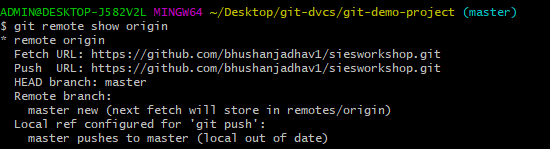 ADMIN@DESKTOP-J582V2L MINGW64 ~/Desktop/git-dvcs/git-demo-project (master)
$ git remote show origin
* remote origin
  Fetch URL: https://github.com/bhushanjadhav1/siesworkshop.git
  Push  URL: https://github.com/bhushanjadhav1/siesworkshop.git
  HEAD branch: master
  Remote branch:
    master new (next fetch will store in remotes/origin)
  Local ref configured for 'git push':
    master pushes to master (local out of date)